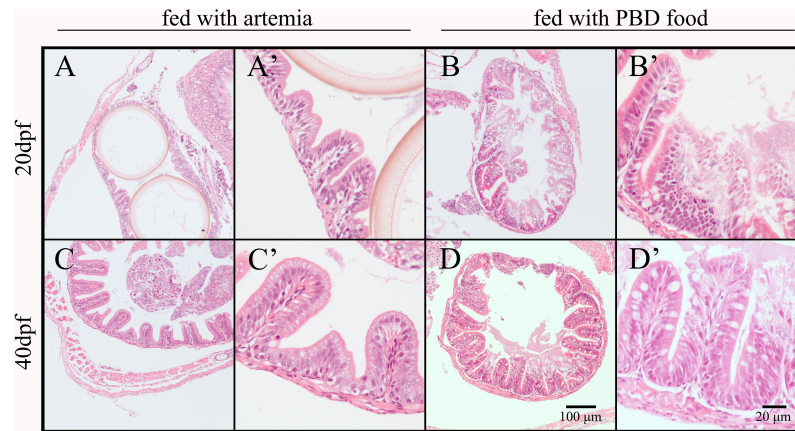 fed with artemia fed with PBD food
20dpf
A A’ B B’
40dpf
C C’ D D’
100 μm 20 μm